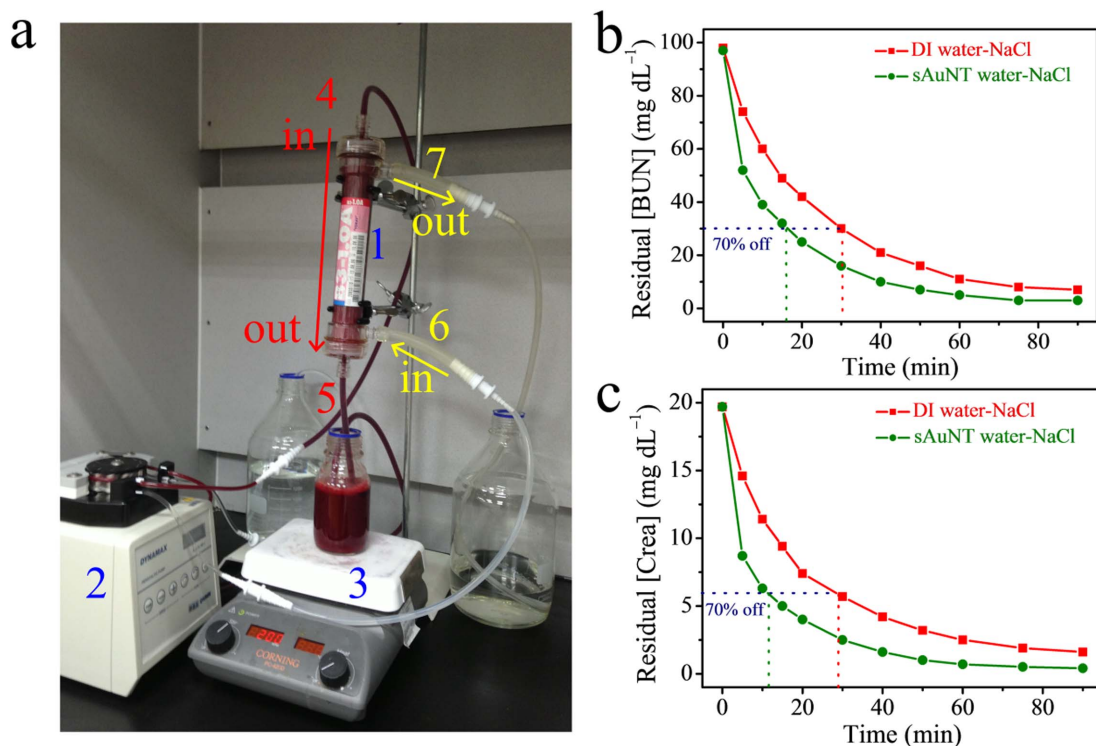 a
4
in
7
out
1
6
in
out
5
2
3
DYNAMAX
CORNING
b
Residual [BUN] (mg dL⁻¹)
100
80
60
40
20
0
DI water-NaCl
sAuNT water-NaCl
70% off
0 20 40 60 80
Time (min)
c
Residual [Crea] (mg dL⁻¹)
20
15
10
5
0
DI water-NaCl
sAuNT water-NaCl
70% off
0 20 40 60 80
Time (min)